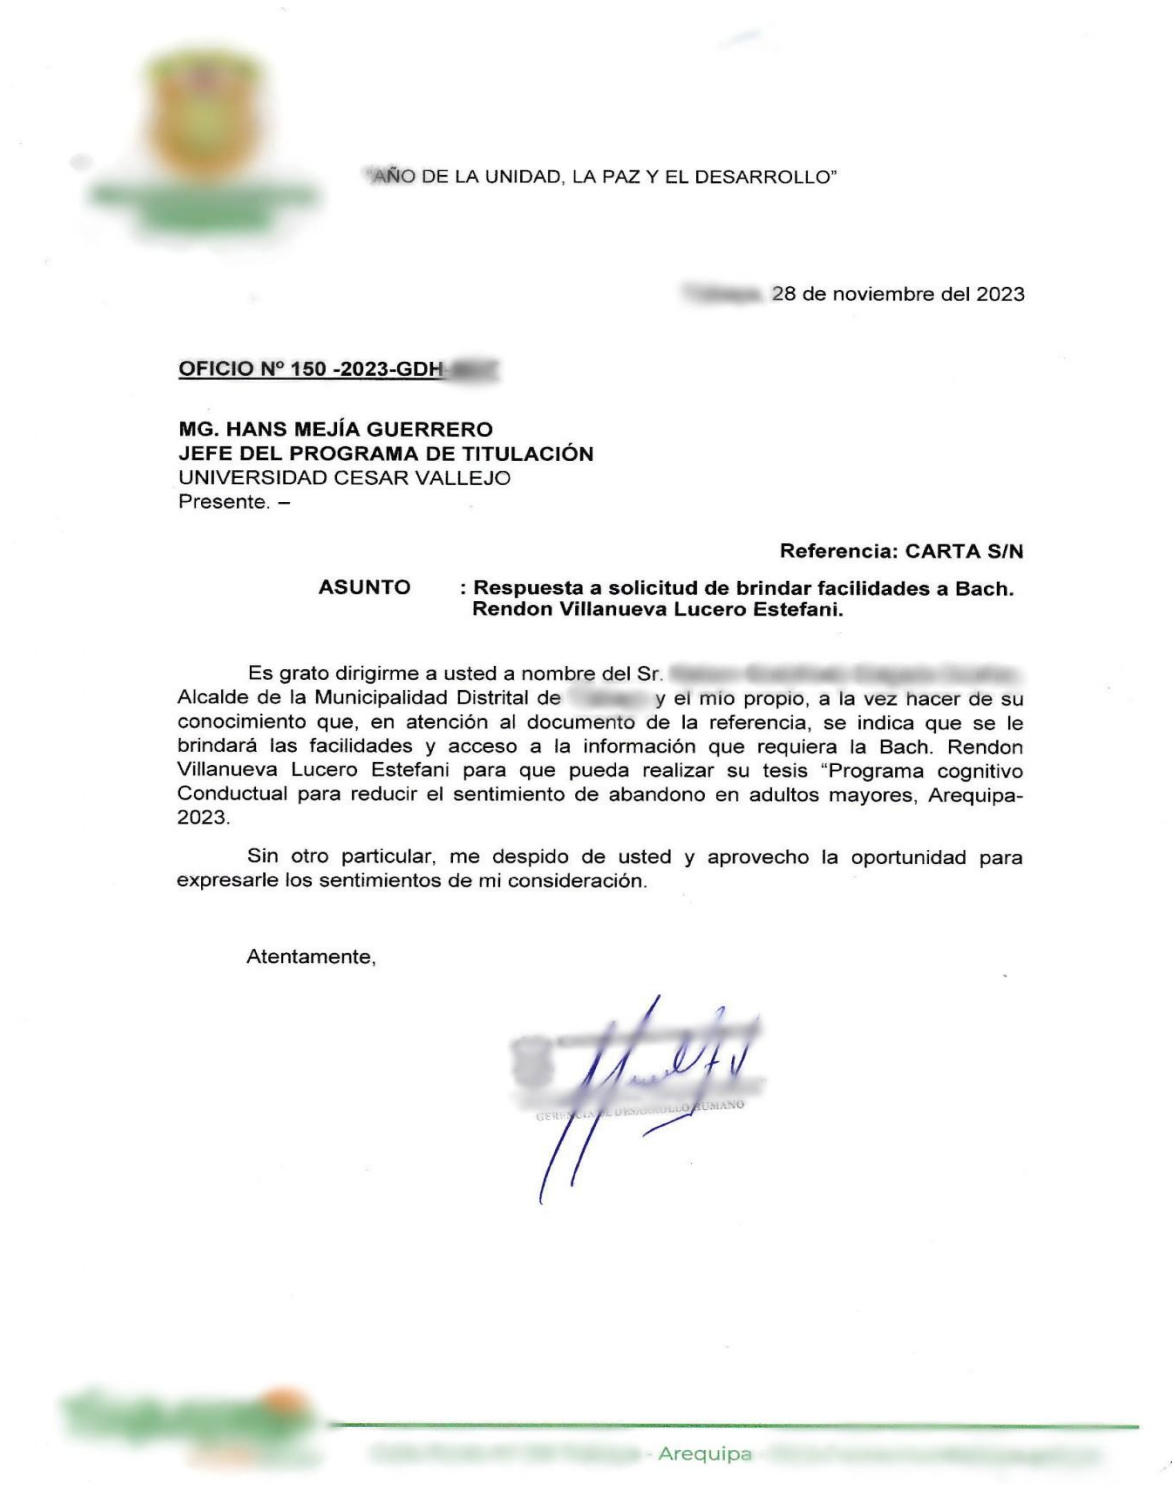 "AÑO DE LA UNIDAD, LA PAZ Y EL DESARROLLO"
28 de noviembre del 2023
OFICIO Nº 150 -2023-GDH-
MG. HANS MEJÍA GUERRERO
JEFE DEL PROGRAMA DE TITULACIÓN
UNIVERSIDAD CESAR VALLEJO
Presente. –
Referencia: CARTA S/N
ASUNTO : Respuesta a solicitud de brindar facilidades a Bach.
Rendon Villanueva Lucero Estefani.
Es grato dirigirme a usted a nombre del Sr.
Alcalde de la Municipalidad Distrital de y el mío propio, a la vez hacer de su
conocimiento que, en atención al documento de la referencia, se indica que se le
brindará las facilidades y acceso a la información que requiera la Bach. Rendon
Villanueva Lucero Estefani para que pueda realizar su tesis “Programa cognitivo
Conductual para reducir el sentimiento de abandono en adultos mayores, Arequipa-
2023.
Sin otro particular, me despido de usted y aprovecho la oportunidad para
expresarle los sentimientos de mi consideración.
Atentamente,
GERENCIA DE DESARROLLO HUMANO
- Arequipa